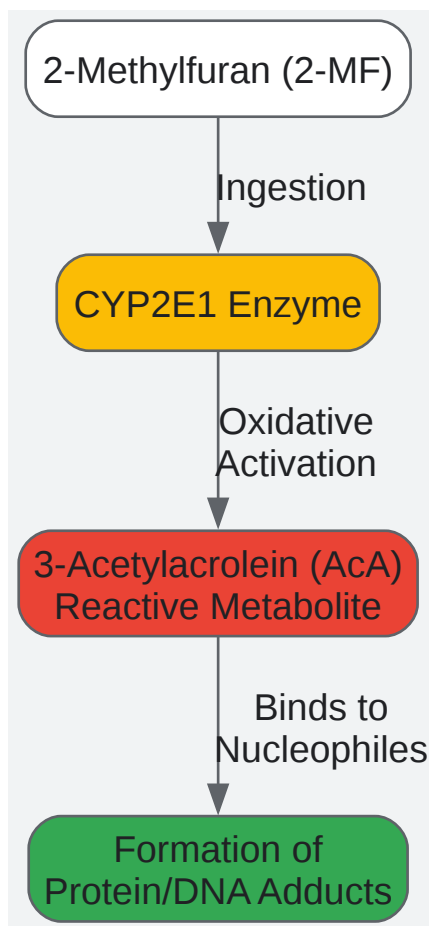 2-Methylfuran (2-MF)
Ingestion
CYP2E1 Enzyme
Oxidative
Activation
3-Acetylacrolein (AcA)
Reactive Metabolite
Binds to
Nucleophiles
Formation of
Protein/DNA Adducts